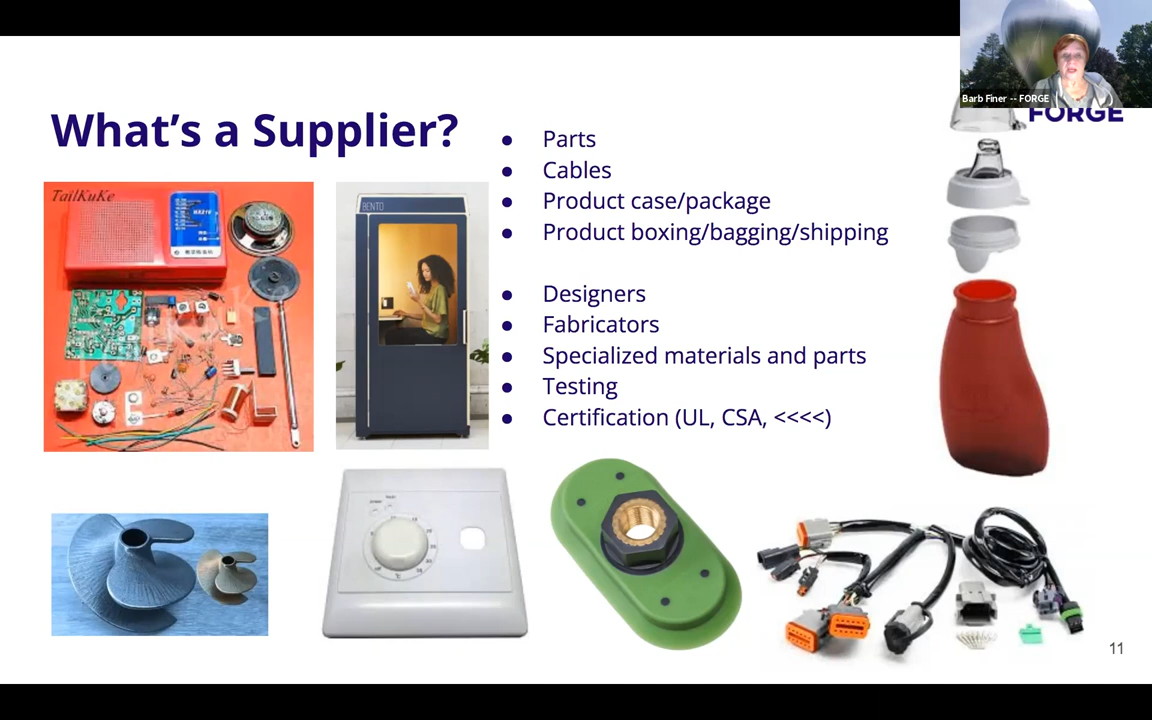 Barb Finer -- FORGE
FORGE
What's a Supplier?
● Parts
● Cables
● Product case/package
● Product boxing/bagging/shipping
● Designers
● Fabricators
● Specialized materials and parts
● Testing
● Certification (UL, CSA, <<<<)
TailKuKe
BENTO
11